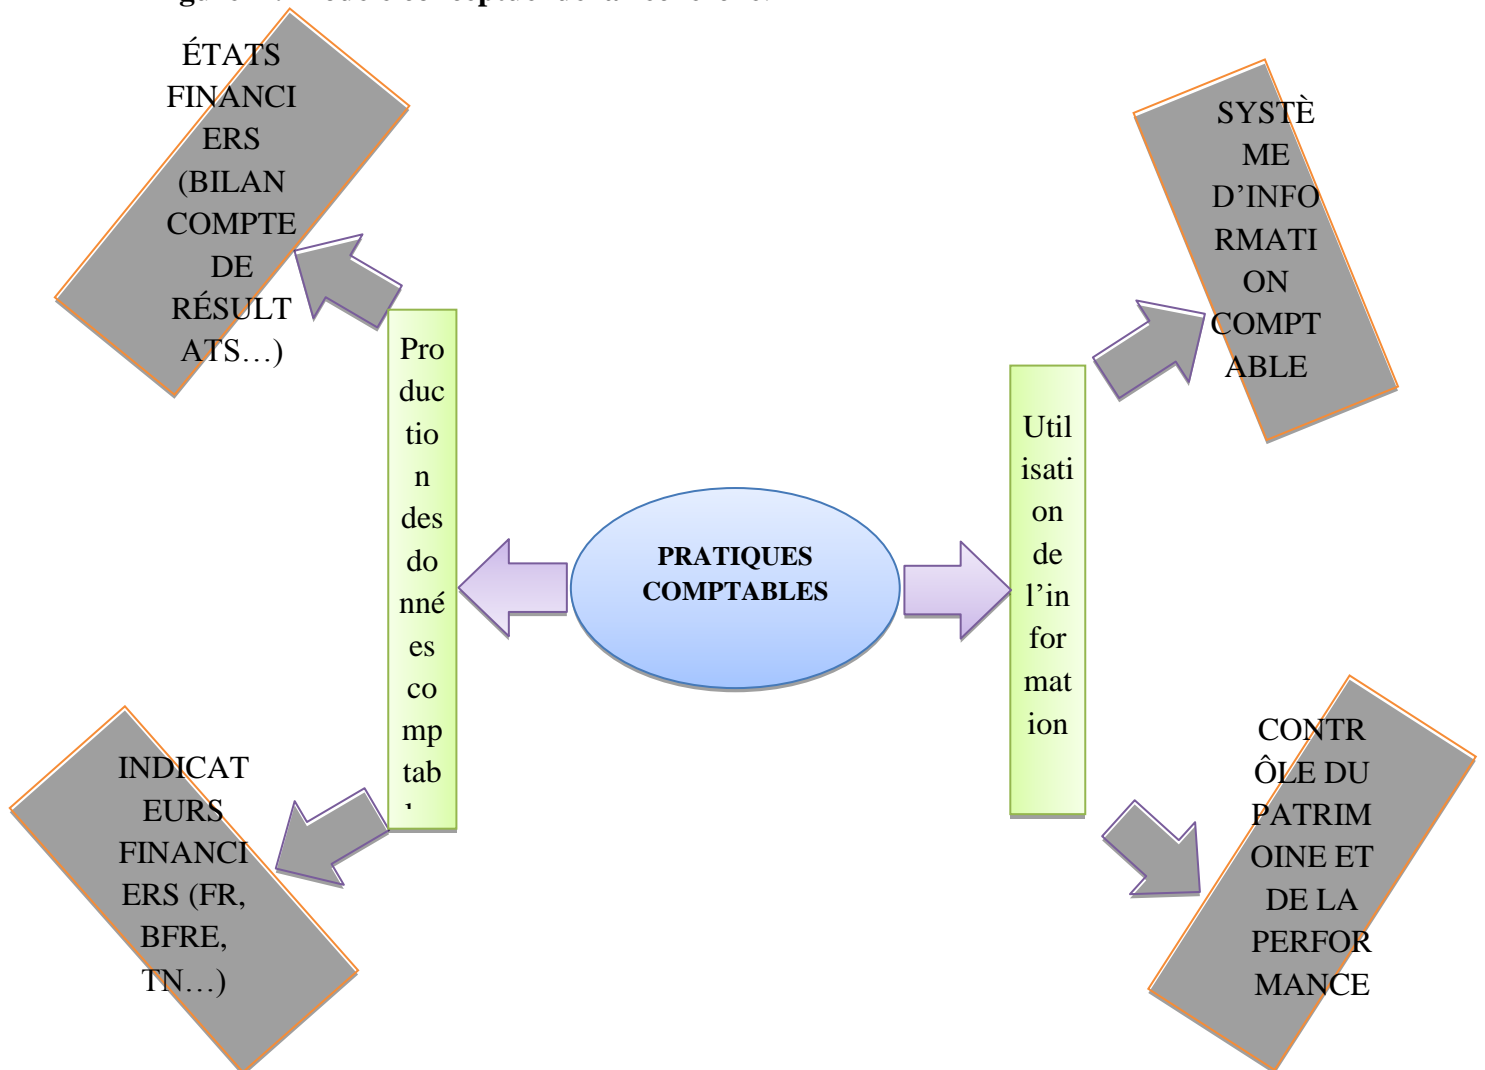 ÉTATS
FINANCI
ERS
(BILAN
COMPTE
DE
RÉSULT
ATS…)
SYSTÈ
ME
D’INFO
RMATI
ON
COMPT
ABLE
Pro
duc
tio
n
des
do
nné
es
co
mp
tab
Util
isati
on
de
l’in
for
mat
ion
PRATIQUES
COMPTABLES
INDICAT
EURS
FINANCI
ERS (FR,
BFRE,
TN…)
CONTR
ÔLE DU
PATRIM
OINE ET
DE LA
PERFOR
MANCE